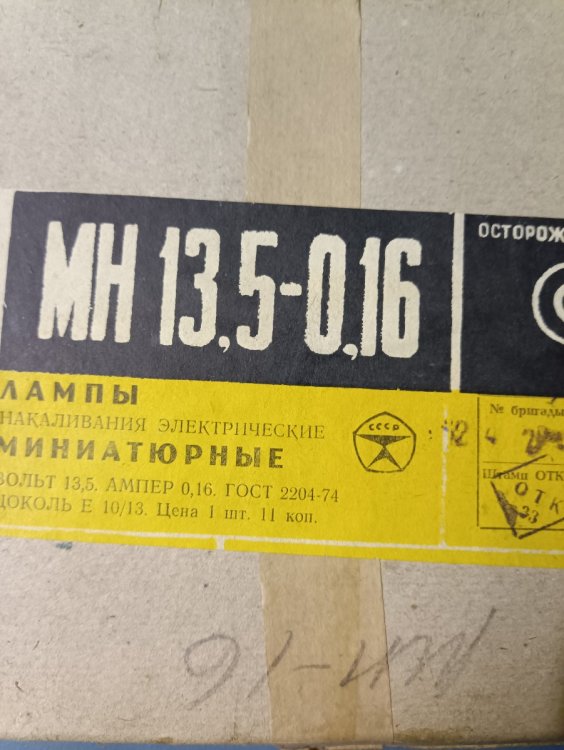 МН 13,5-0,16
ОСТОРОЖ
ЛАМПЫ
НАКАЛИВАНИЯ ЭЛЕКТРИЧЕСКИЕ
МИНИАТЮРНЫЕ
ВОЛЬТ 13,5. АМПЕР 0,16. ГОСТ 2204-74
ЦОКОЛЬ Е 10/13. Цена 1 шт. 11 коп.
СССР
№ бригады
Штамп ОТК
ОТК
33